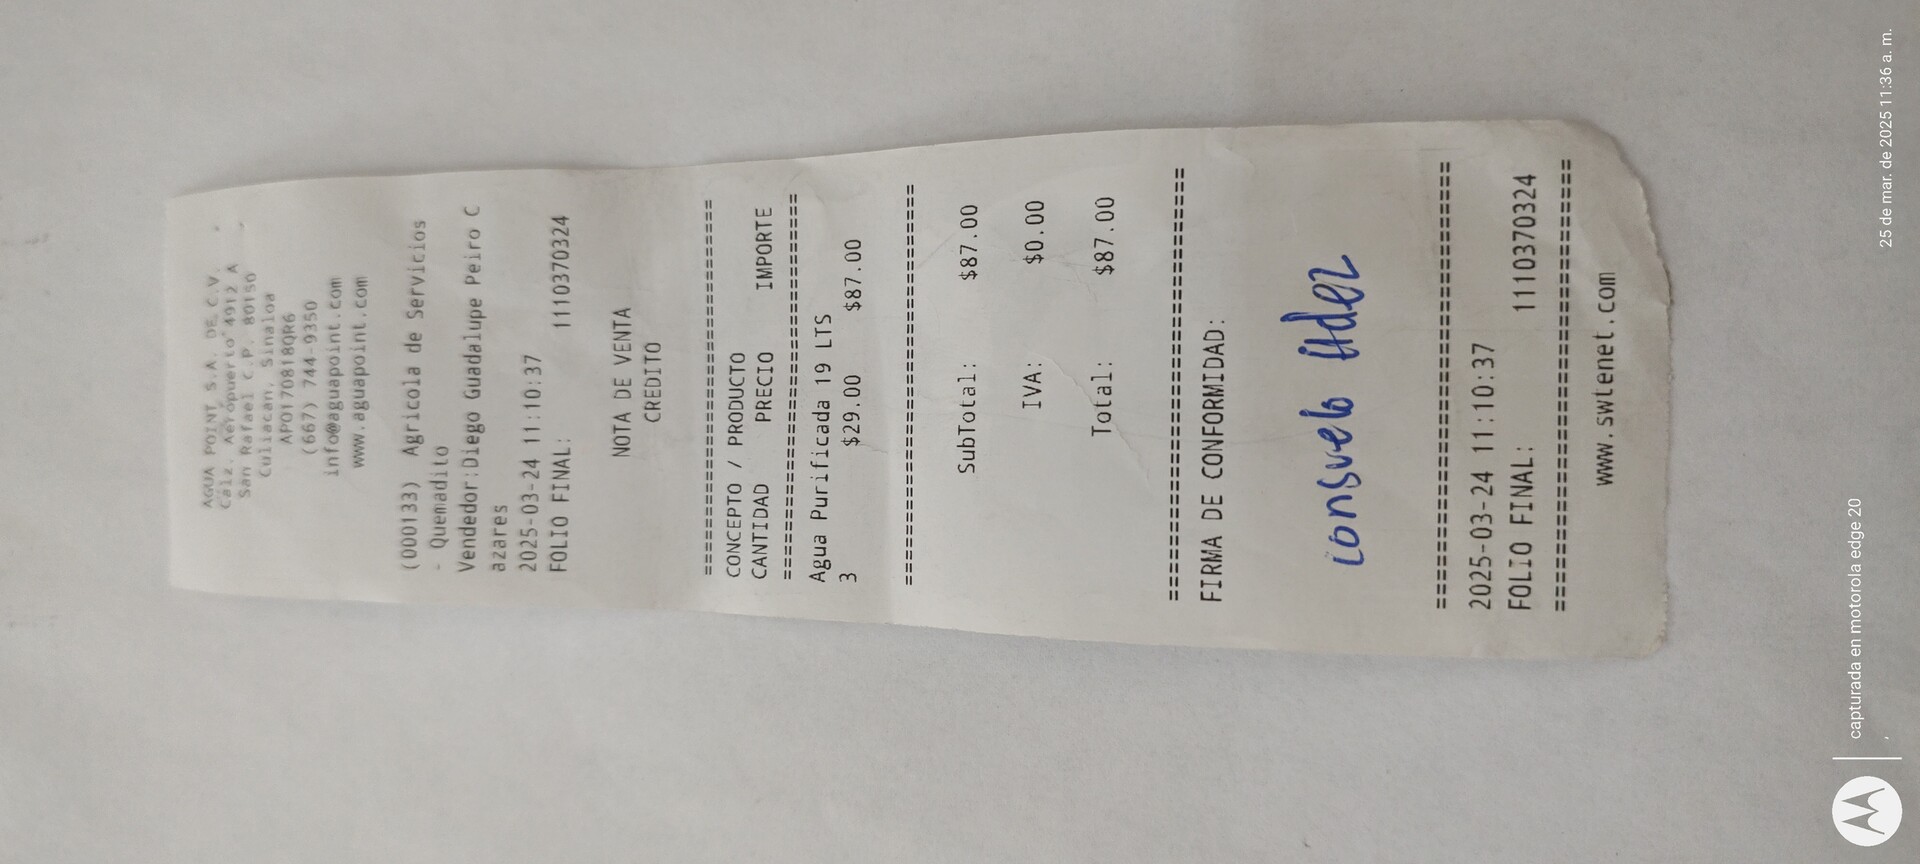 AGUA POINT S.A. DE C.V.
Calz. Aeropuerto 4912 A
San Rafael C.P. 80150
Culiacan, Sinaloa
APO170818QR6
(667) 744-9350
info@aguapoint.com
www.aguapoint.com
(000133) Agricola de Servicios
- Quemadito
Vendedor:Diego Guadalupe Peiro C
azares
2025-03-24 11:10:37
FOLIO FINAL: 1110370324
NOTA DE VENTA
CREDITO
================================
CONCEPTO / PRODUCTO
CANTIDAD PRECIO IMPORTE
================================
Agua Purificada 19 LTS
3 $29.00 $87.00
================================
SubTotal: $87.00
IVA: $0.00
Total: $87.00
================================
FIRMA DE CONFORMIDAD:
Consuelo Hdez
================================
2025-03-24 11:10:37
FOLIO FINAL: 1110370324
================================
www.swtenet.com
capturada en motorola edge 20
25 de mar. de 2025 11:36 a. m.